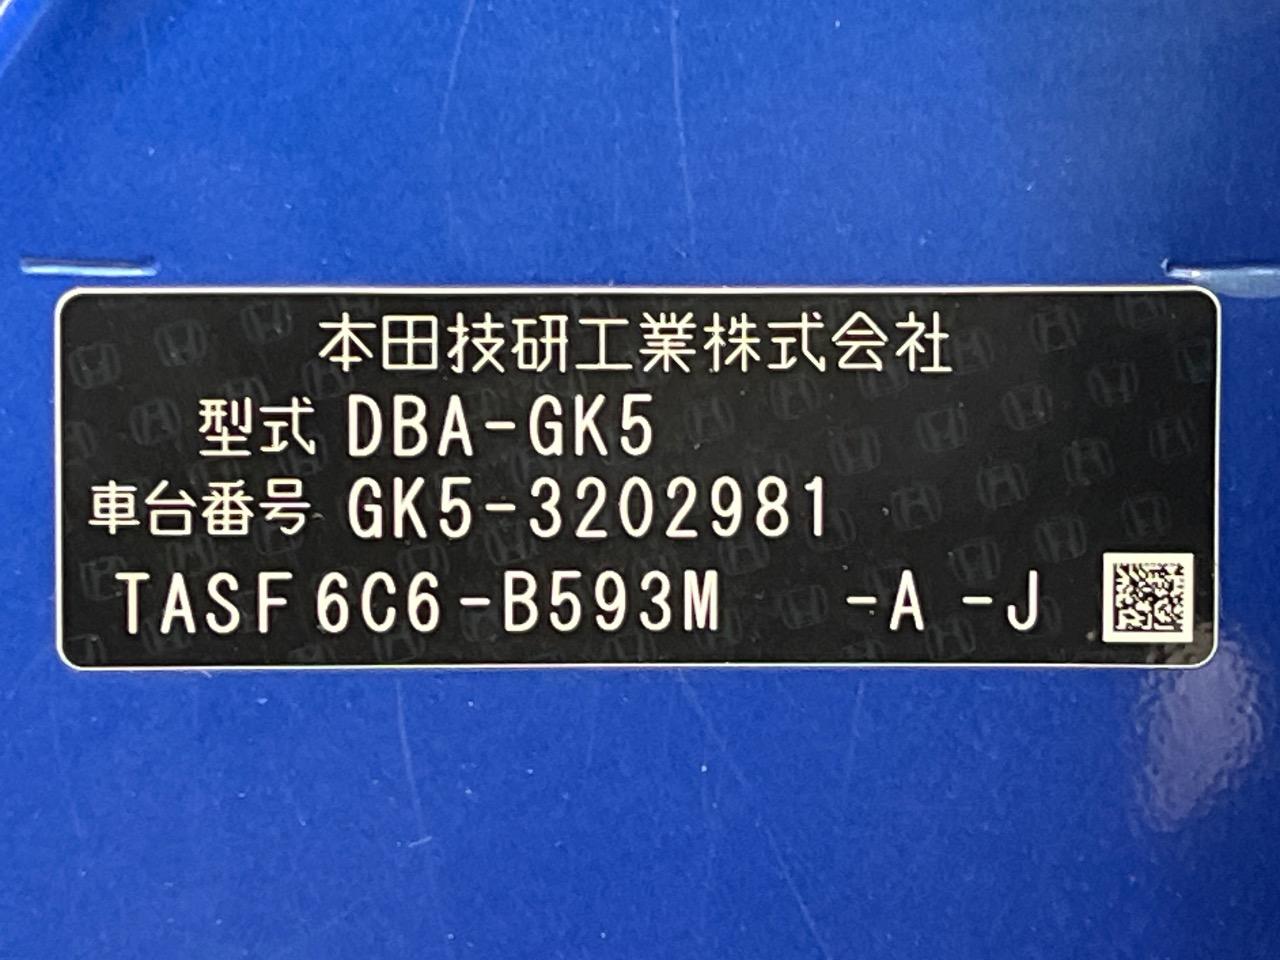 本田技研工業株式会社
型式 DBA-GK5
車台番号 GK5-3202981
TASF6C6-B593M -A -J